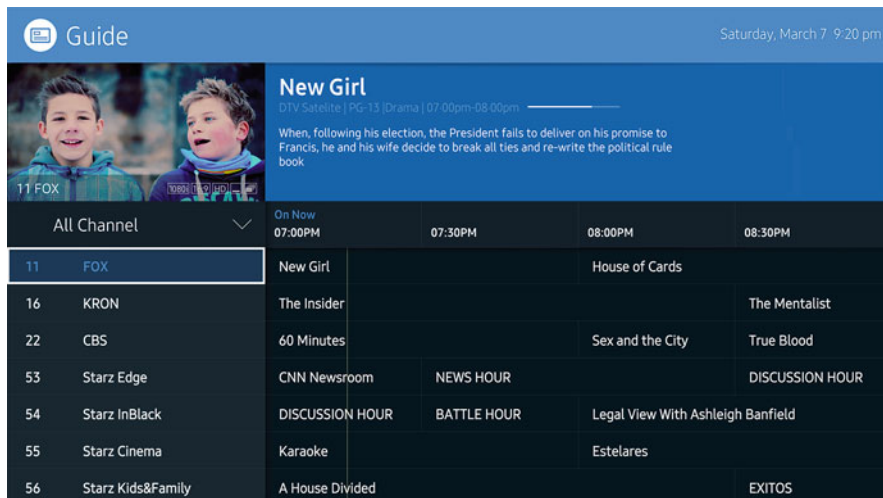 Guide
Saturday, March 7 9:20 pm
New Girl
DTV Satelite | PG-13 |Drama | 07:00pm-08:00pm
When, following his election, the President fails to deliver on his promise to
Francis, he and his wife decide to break all ties and re-write the political rule
book
11 FOX
1080i 16:9 HD
All Channel
On Now
07:00PM 07:30PM 08:00PM 08:30PM
11 FOX New Girl House of Cards
16 KRON The Insider The Mentalist
22 CBS 60 Minutes Sex and the City True Blood
53 Starz Edge CNN Newsroom NEWS HOUR DISCUSSION HOUR
54 Starz InBlack DISCUSSION HOUR BATTLE HOUR Legal View With Ashleigh Banfield
55 Starz Cinema Karaoke Estelares
56 Starz Kids&Family A House Divided EXITOS